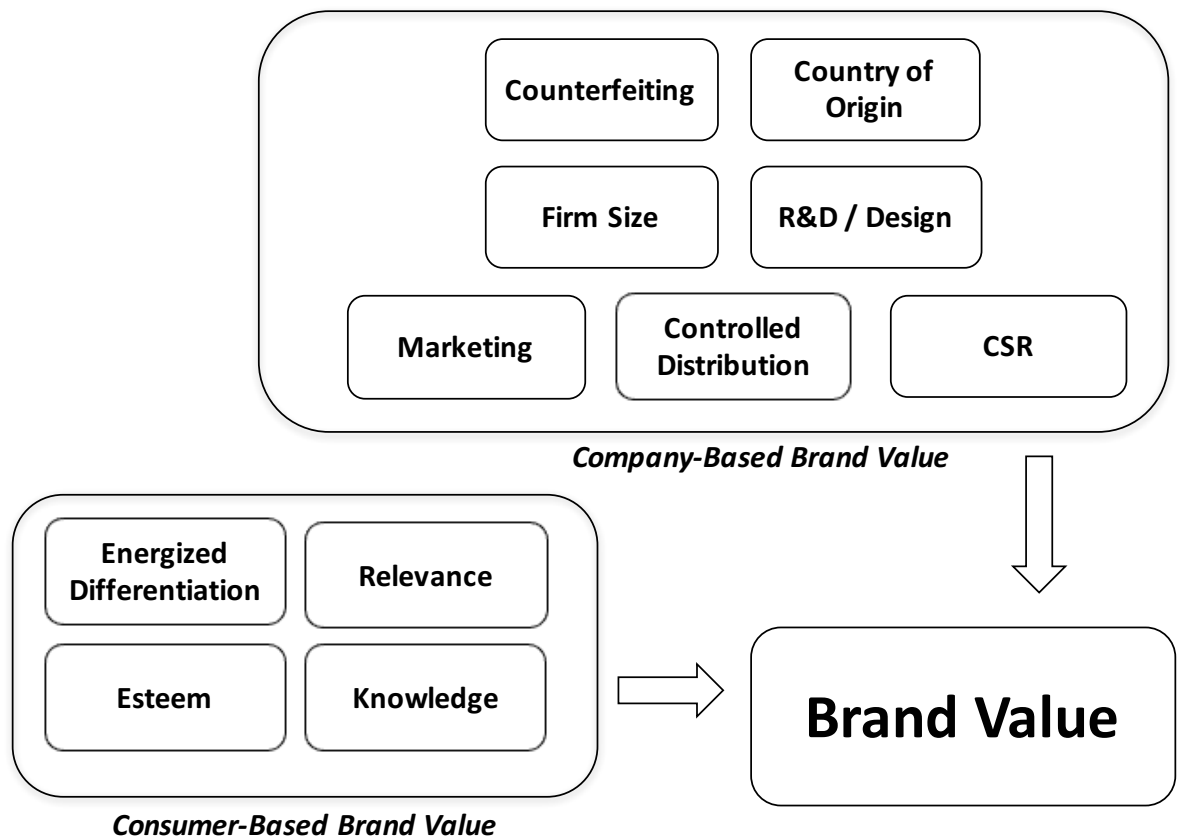 Counterfeiting
Country of
Origin
Firm Size
R&D / Design
Marketing
Controlled
Distribution
CSR
Company-Based Brand Value
Energized
Differentiation
Relevance
Esteem
Knowledge
Brand Value
Consumer-Based Brand Value